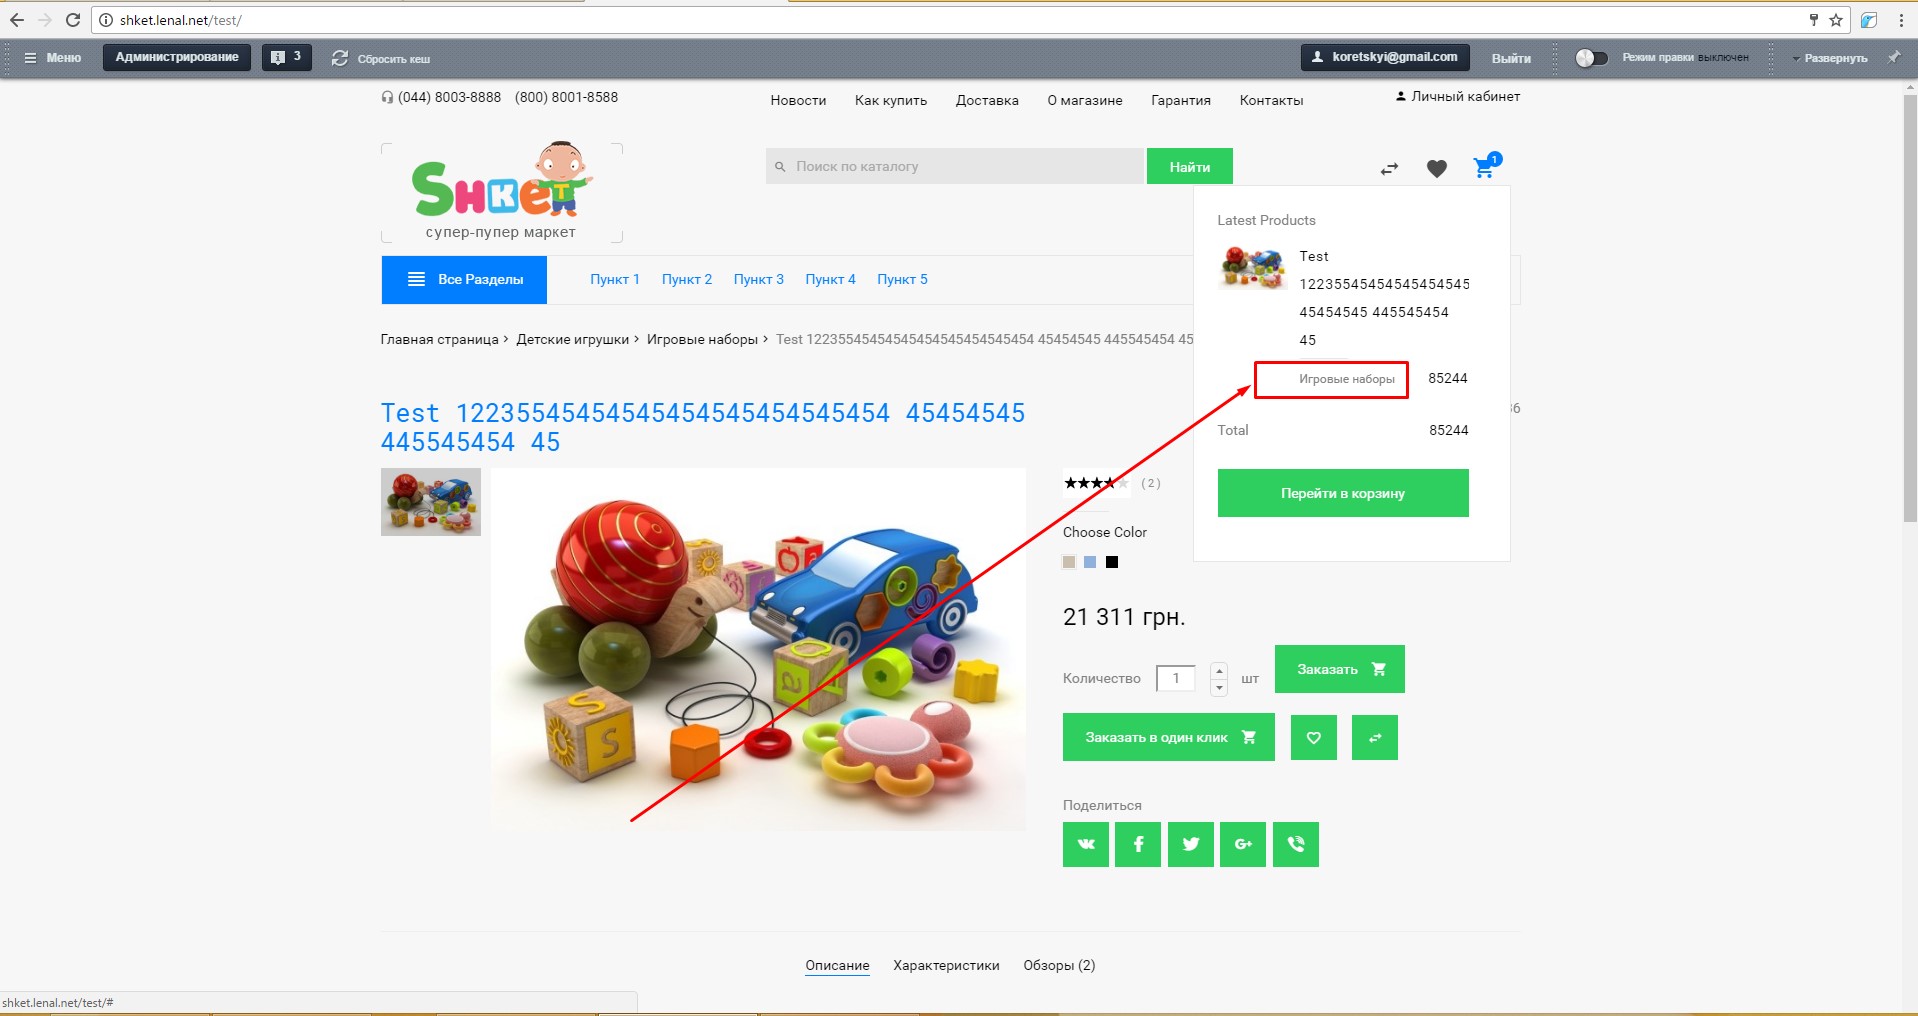 shket.lenal.net/test/
Меню
Администрирование
3
Сбросить кеш
koretskyi@gmail.com
Выйти
Режим правки выключен
Развернуть
(044) 8003-8888 (800) 8001-8588
Новости Как купить Доставка О магазине Гарантия Контакты
Личный кабинет
SHKET
супер-пупер маркет
Поиск по каталогу
Найти
1
Все Разделы
Пункт 1 Пункт 2 Пункт 3 Пункт 4 Пункт 5
Главная страница > Детские игрушки > Игровые наборы > Test 12235545454545454545454545454 45454545 445545454 45
Latest Products
Test
12235545454545454545
45454545 445545454
45
Игровые наборы 85244
Total 85244
Перейти в корзину
Test 12235545454545454545454545454 45454545
445545454 45
(2)
Choose Color
21 311 грн.
Количество 1 шт
Заказать
Заказать в один клик
Поделиться
Описание Характеристики Обзоры (2)
shket.lenal.net/test/#